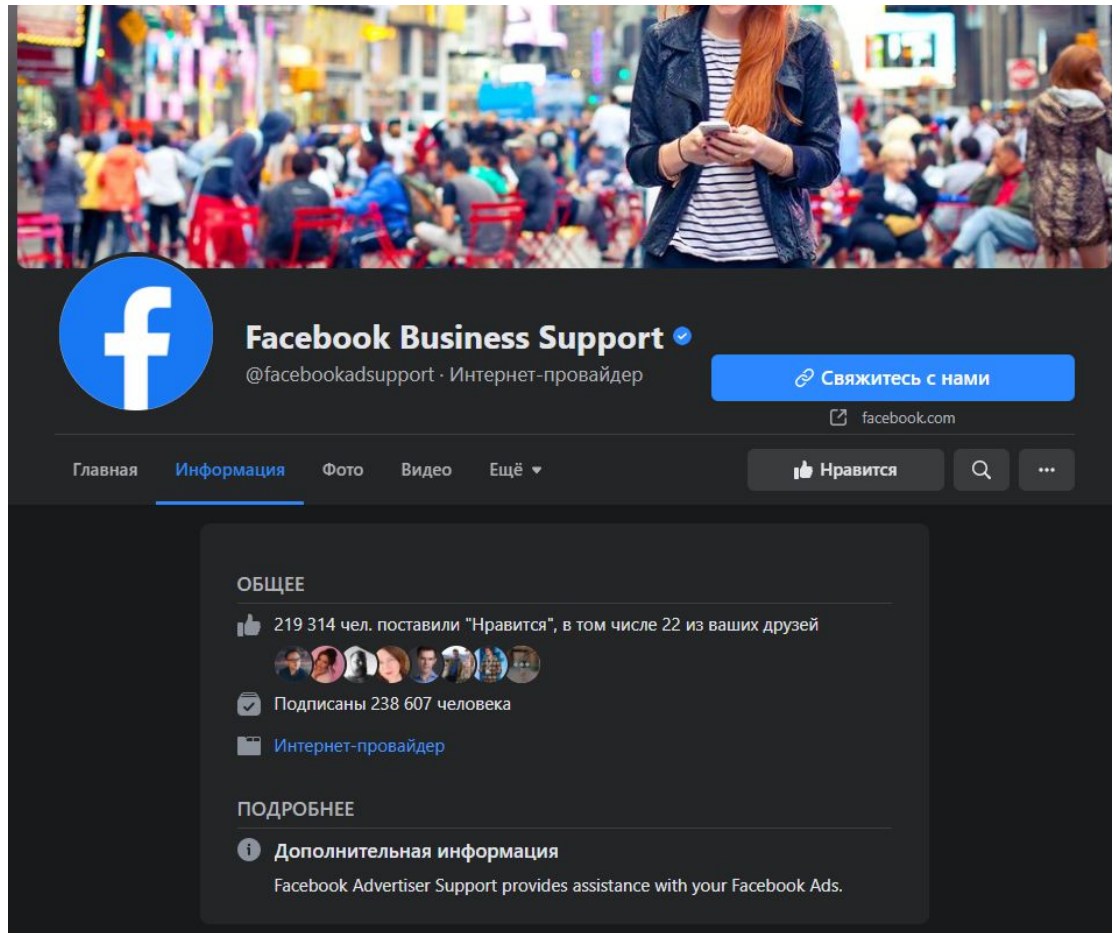 Facebook Business Support
@facebookadsupport · Интернет-провайдер
Свяжитесь с нами
facebook.com
Главная Информация Фото Видео Ещё
Нравится
ОБЩЕЕ
219 314 чел. поставили "Нравится", в том числе 22 из ваших друзей
Подписаны 238 607 человека
Интернет-провайдер
ПОДРОБНЕЕ
Дополнительная информация
Facebook Advertiser Support provides assistance with your Facebook Ads.